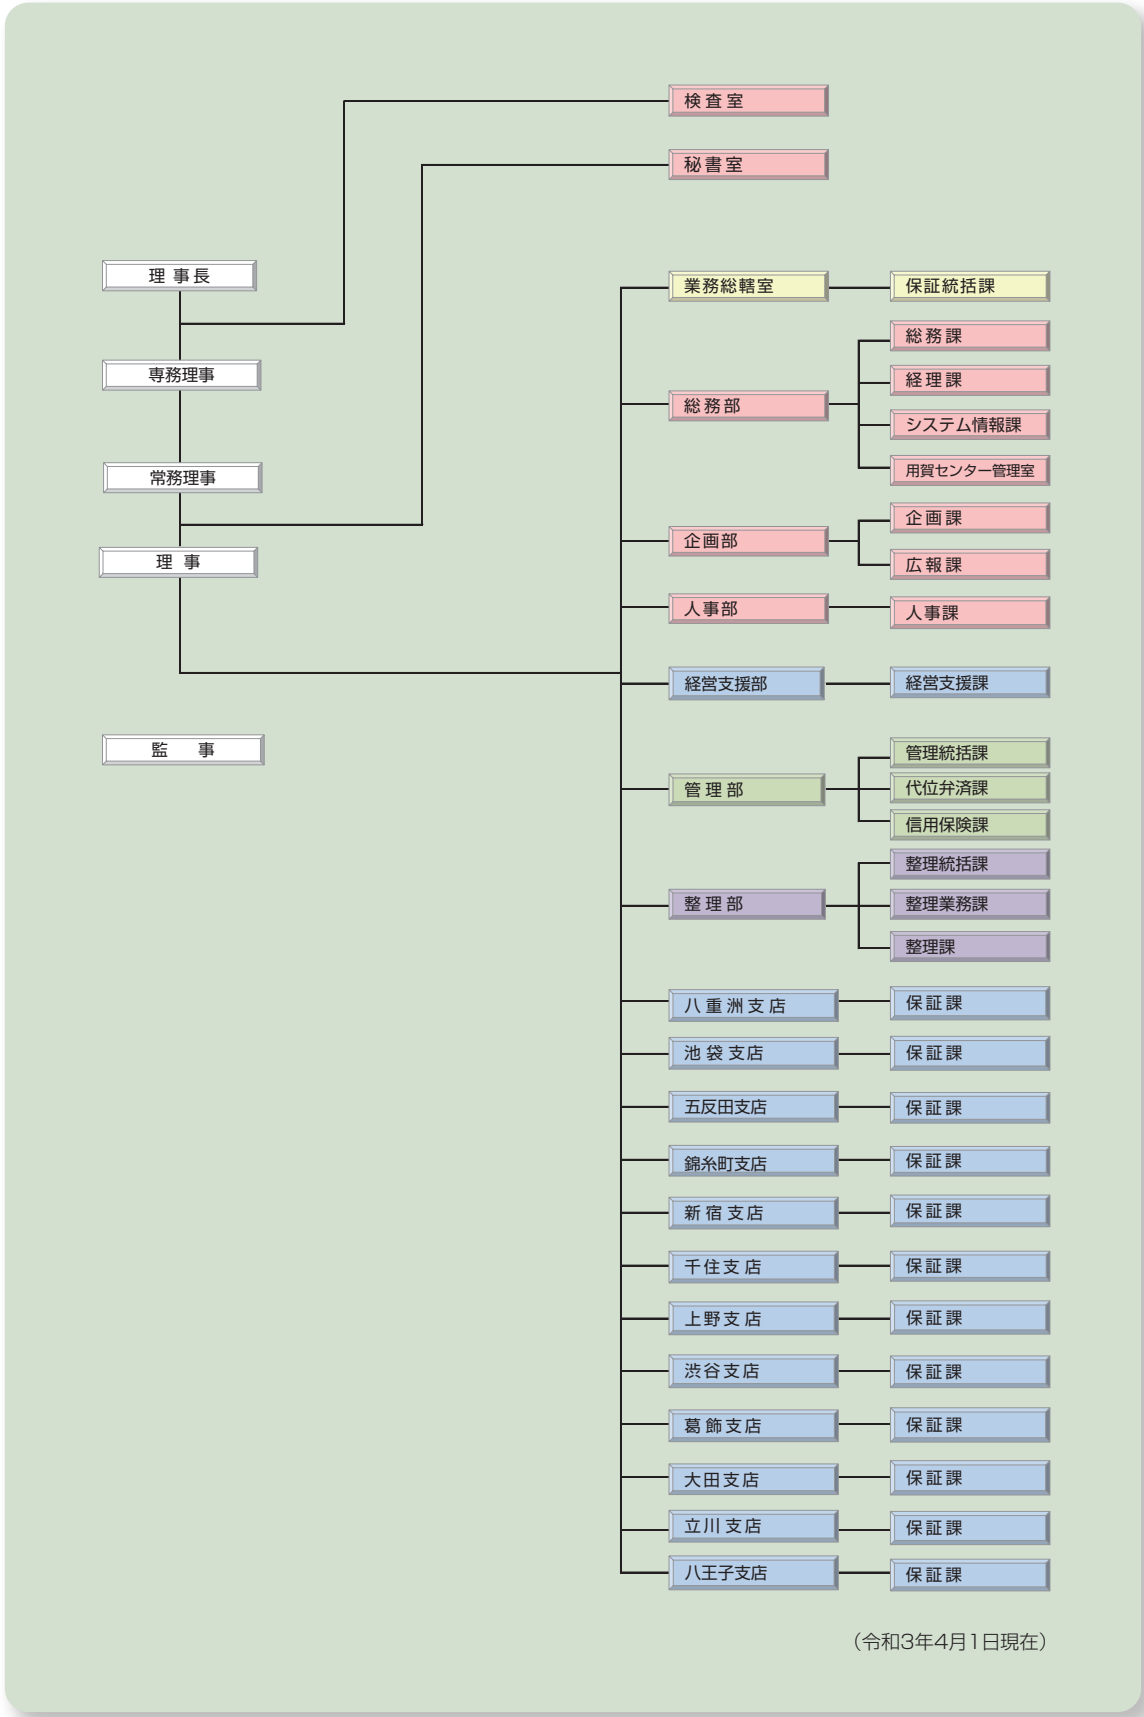 検査室
秘書室
理事長
専務理事
常務理事
理事
監事
業務総轄室
保証統括課
総務部
総務課
経理課
システム情報課
用賀センター管理室
企画部
企画課
広報課
人事部
人事課
経営支援部
経営支援課
管理部
管理統括課
代位弁済課
信用保険課
整理部
整理統括課
整理業務課
整理課
八重洲支店
保証課
池袋支店
保証課
五反田支店
保証課
錦糸町支店
保証課
新宿支店
保証課
千住支店
保証課
上野支店
保証課
渋谷支店
保証課
葛飾支店
保証課
大田支店
保証課
立川支店
保証課
八王子支店
保証課
（令和3年4月1日現在）